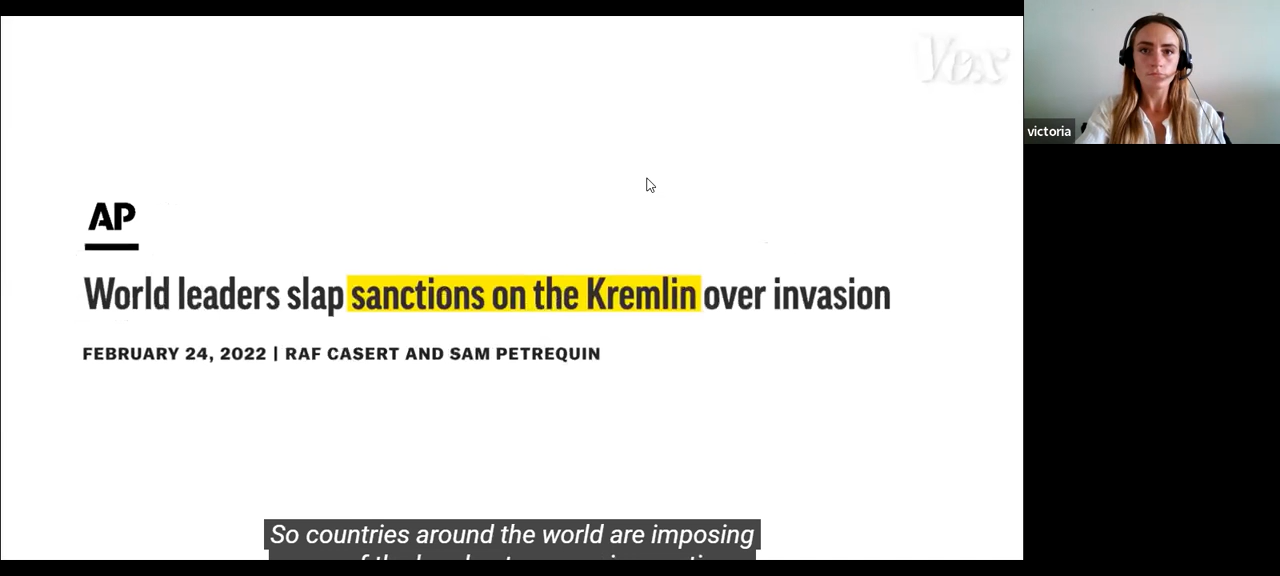 Vox
victoria
AP
World leaders slap sanctions on the Kremlin over invasion
FEBRUARY 24, 2022 | RAF CASERT AND SAM PETREQUIN
So countries around the world are imposing